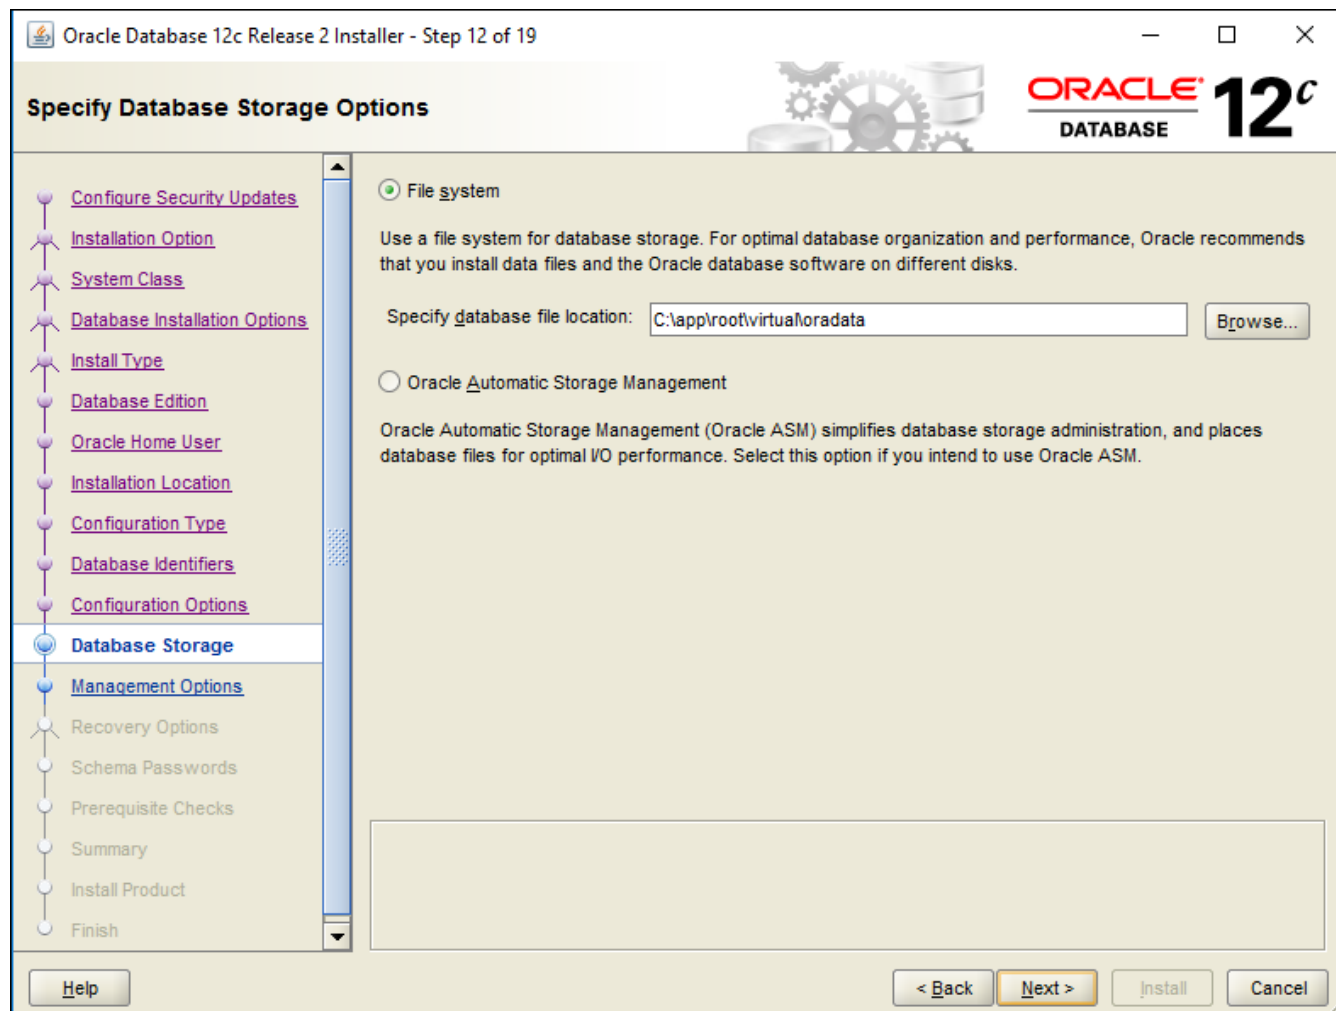 Oracle Database 12c Release 2 Installer - Step 12 of 19
Specify Database Storage Options
ORACLE
DATABASE
12c
Configure Security Updates
Installation Option
System Class
Database Installation Options
Install Type
Database Edition
Oracle Home User
Installation Location
Configuration Type
Database Identifiers
Configuration Options
Database Storage
Management Options
Recovery Options
Schema Passwords
Prerequisite Checks
Summary
Install Product
Finish
File system
Use a file system for database storage. For optimal database organization and performance, Oracle recommends
that you install data files and the Oracle database software on different disks.
Specify database file location: C:\app\root\virtual\oradata Browse...
Oracle Automatic Storage Management
Oracle Automatic Storage Management (Oracle ASM) simplifies database storage administration, and places
database files for optimal I/O performance. Select this option if you intend to use Oracle ASM.
Help < Back Next > Install Cancel